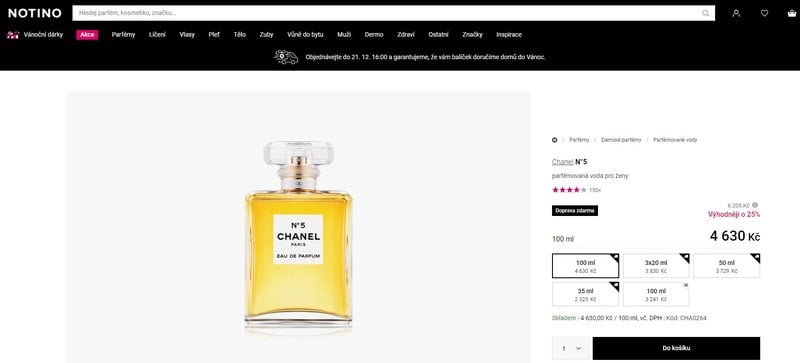 NOTINO
Hledej parfém, kosmetiku, značku...
Vánoční dárky Akce Parfémy Líčení Vlasy Pleť Tělo Zuby Vůně do bytu Muži Dermo Zdraví Ostatní Značky Inspirace
Objednávejte do 21. 12. 16:00 a garantujeme, že vám balíček doručíme domů do Vánoc.
/ Parfémy / Dámské parfémy / Parfémované vody
Chanel N°5
parfémovaná voda pro ženy
150+
6 205 Kč
Doprava zdarma
Výhodněji o 25%
100 ml
4 630 Kč
100 ml 3x20 ml 50 ml
4 630 Kč 3 830 Kč 3 729 Kč
35 ml 100 ml
2 325 Kč 3 241 Kč
Skladem | 4 630,00 Kč / 100 ml, vč. DPH | Kód: CHA0264
1 Do košíku
N°5
CHANEL
PARIS
EAU DE PARFUM